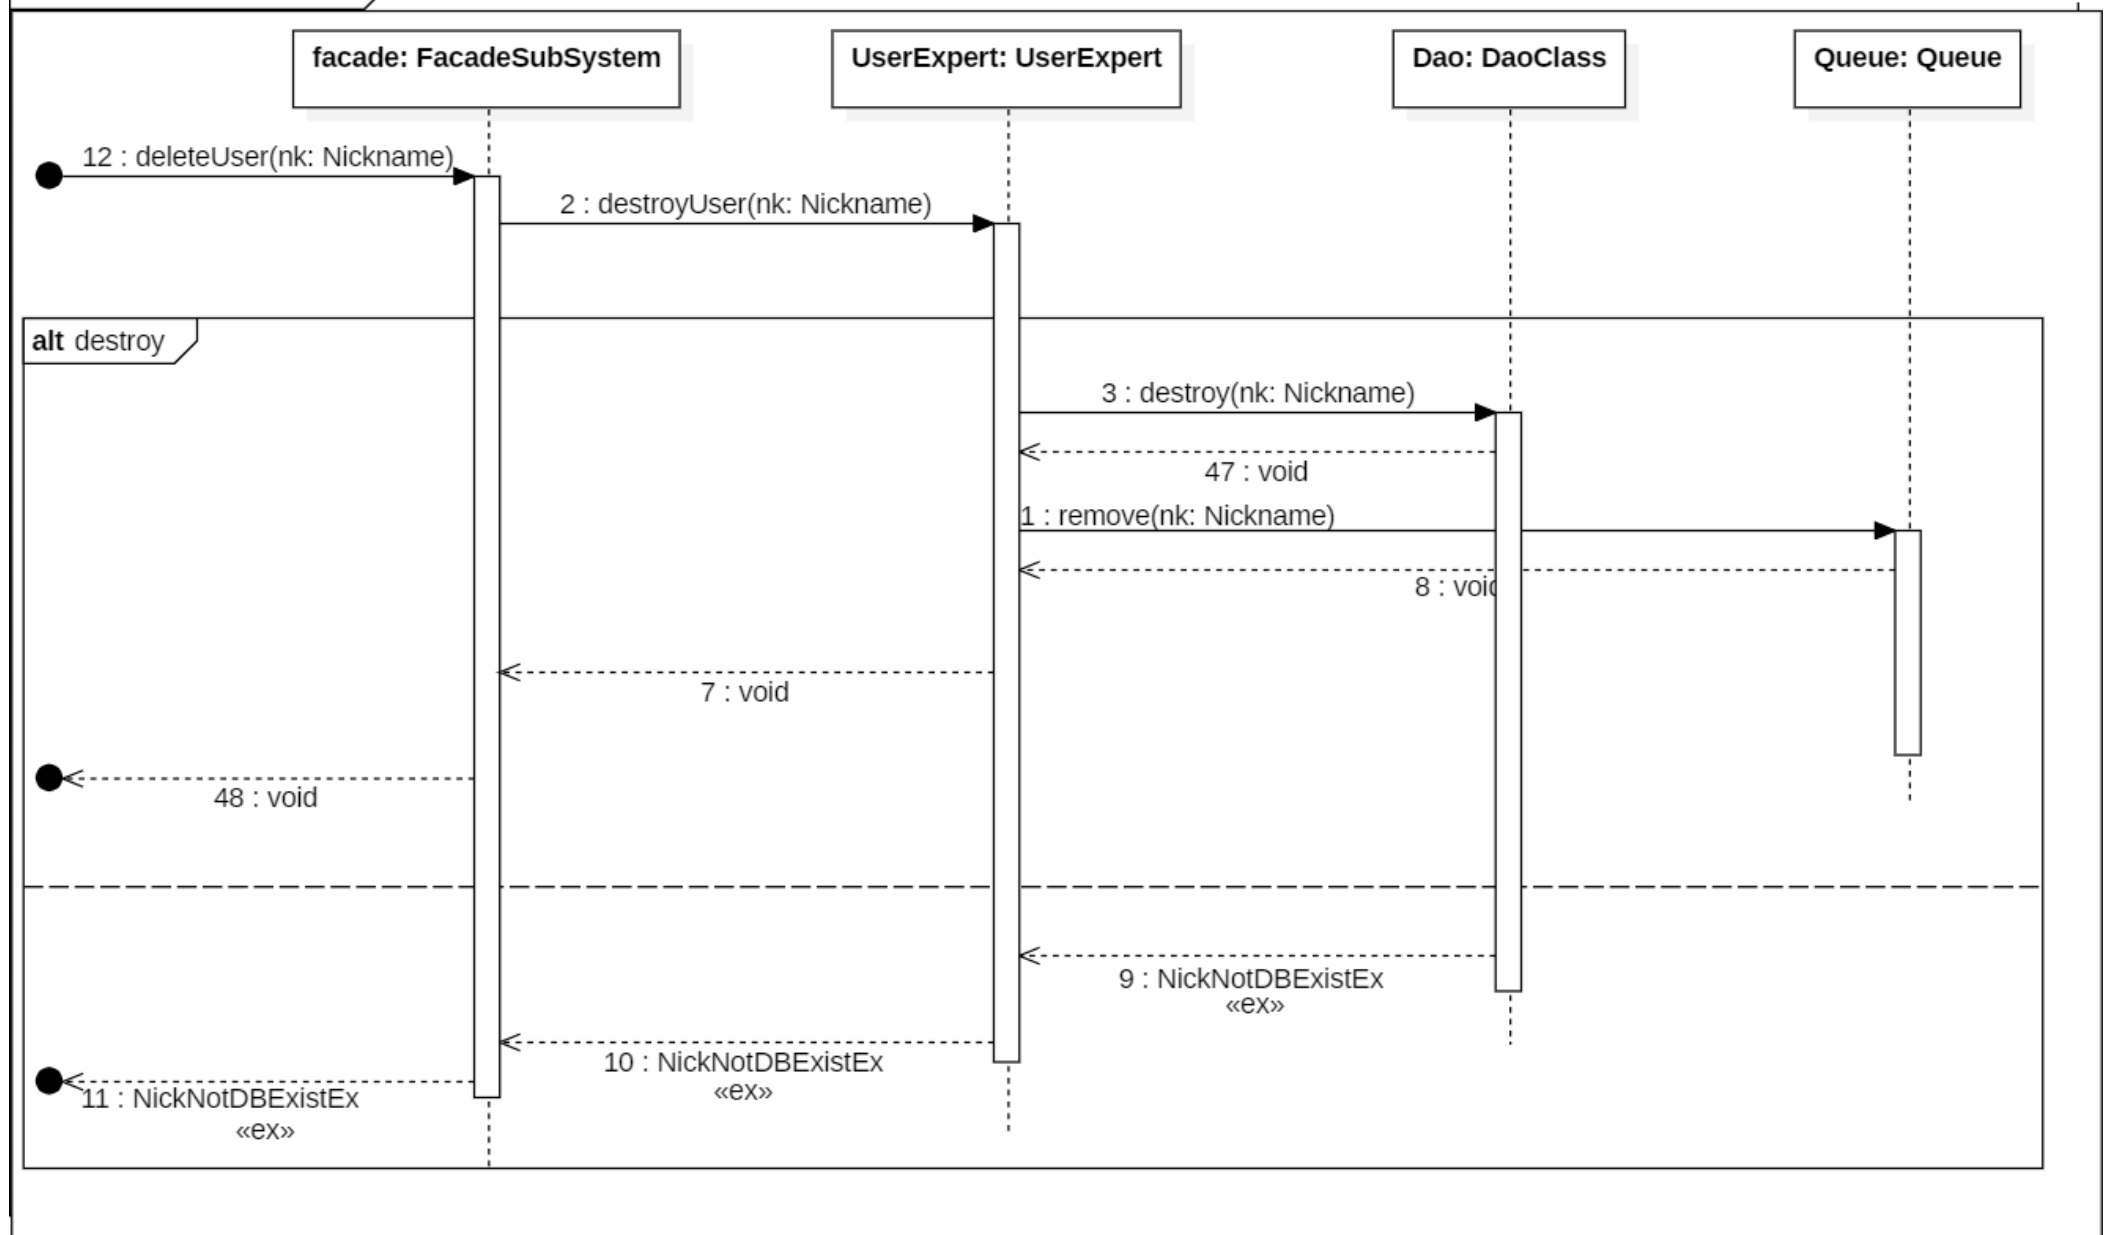 facade: FacadeSubSystem
UserExpert: UserExpert
Dao: DaoClass
Queue: Queue
12 : deleteUser(nk: Nickname)
2 : destroyUser(nk: Nickname)
alt destroy
3 : destroy(nk: Nickname)
47 : void
1 : remove(nk: Nickname)
8 : void
7 : void
48 : void
9 : NickNotDBExistEx
«ex»
10 : NickNotDBExistEx
«ex»
11 : NickNotDBExistEx
«ex»